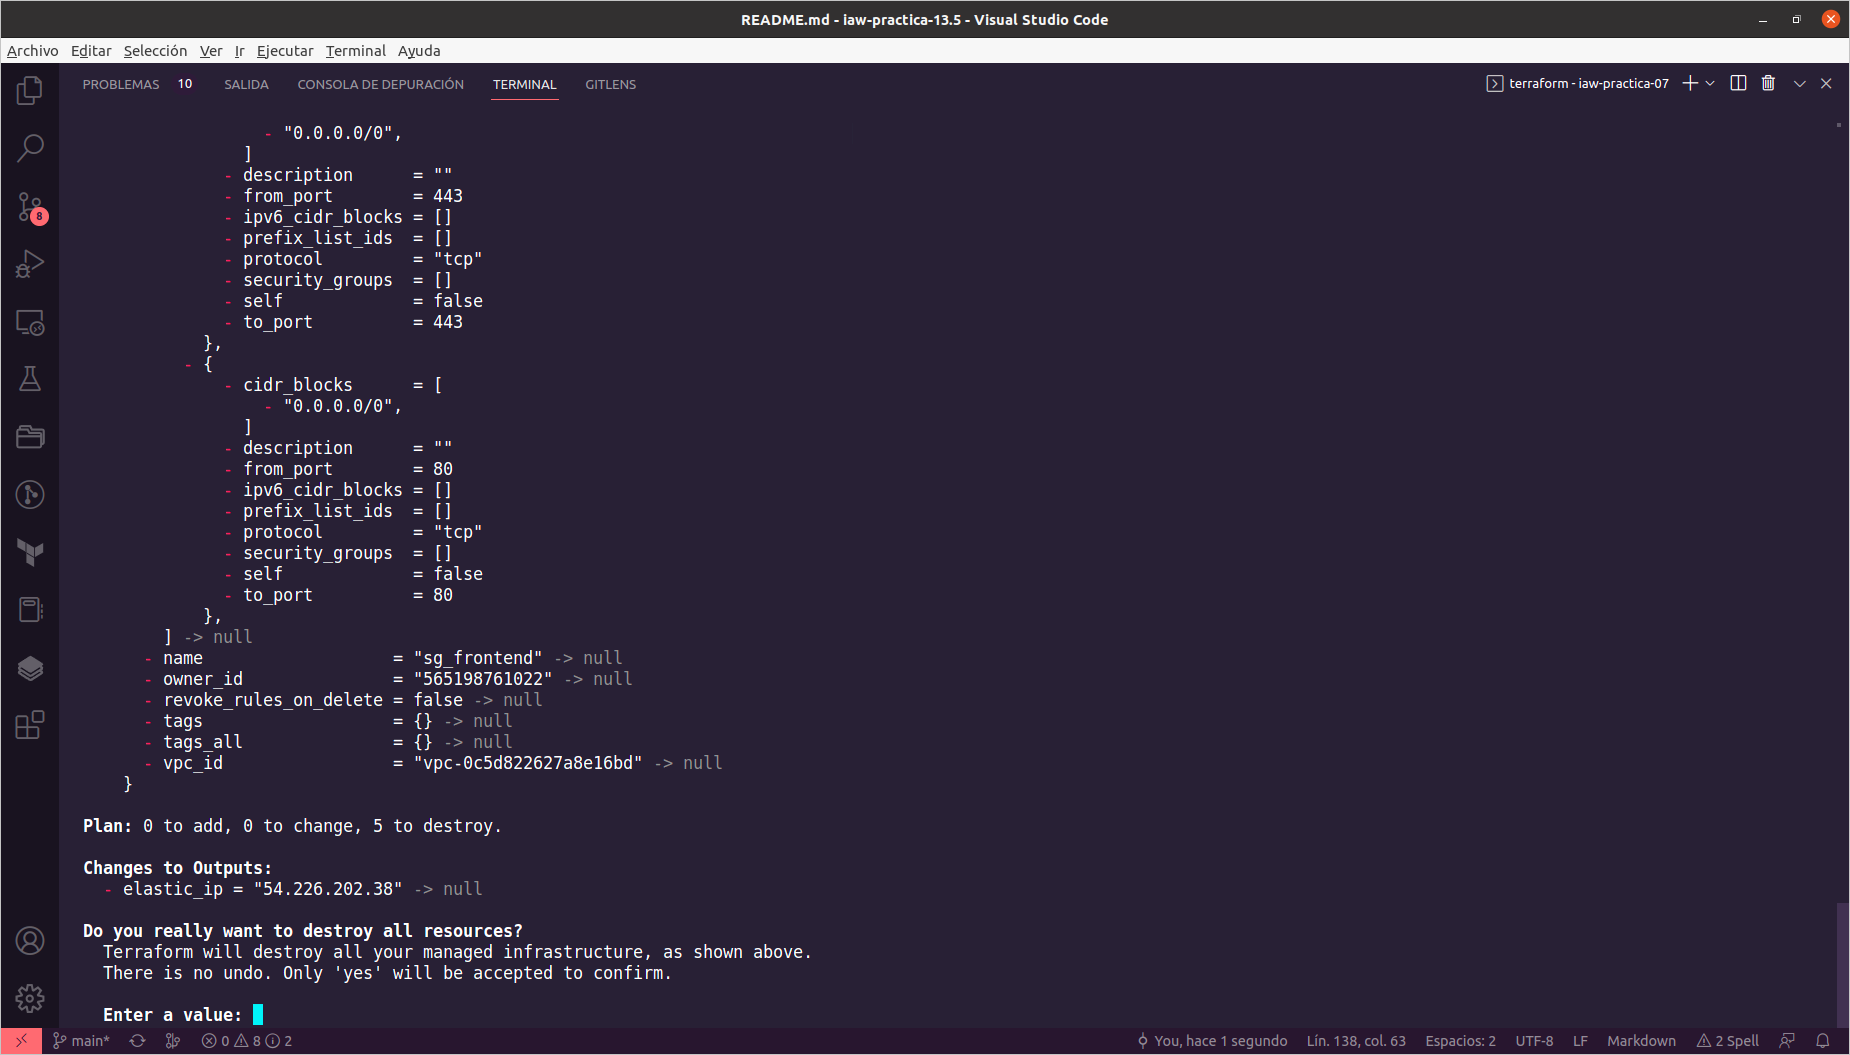 README.md - iaw-practica-13.5 - Visual Studio Code
Archivo Editar Selección Ver Ir Ejecutar Terminal Ayuda
PROBLEMAS 10 SALIDA CONSOLA DE DEPURACIÓN TERMINAL GITLENS terraform - iaw-practica-07
- "0.0.0.0/0",
]
- description = ""
- from_port = 443
- ipv6_cidr_blocks = []
- prefix_list_ids = []
- protocol = "tcp"
- security_groups = []
- self = false
- to_port = 443
},
- {
- cidr_blocks = [
- "0.0.0.0/0",
]
- description = ""
- from_port = 80
- ipv6_cidr_blocks = []
- prefix_list_ids = []
- protocol = "tcp"
- security_groups = []
- self = false
- to_port = 80
},
] -> null
- name = "sg_frontend" -> null
- owner_id = "565198761022" -> null
- revoke_rules_on_delete = false -> null
- tags = {} -> null
- tags_all = {} -> null
- vpc_id = "vpc-0c5d822627a8e16bd" -> null
}
Plan: 0 to add, 0 to change, 5 to destroy.
Changes to Outputs:
- elastic_ip = "54.226.202.38" -> null
Do you really want to destroy all resources?
Terraform will destroy all your managed infrastructure, as shown above.
There is no undo. Only 'yes' will be accepted to confirm.
Enter a value:
8
main* 0 8 2 You, hace 1 segundo Lín. 138, col. 63 Espacios: 2 UTF-8 LF Markdown 2 Spell